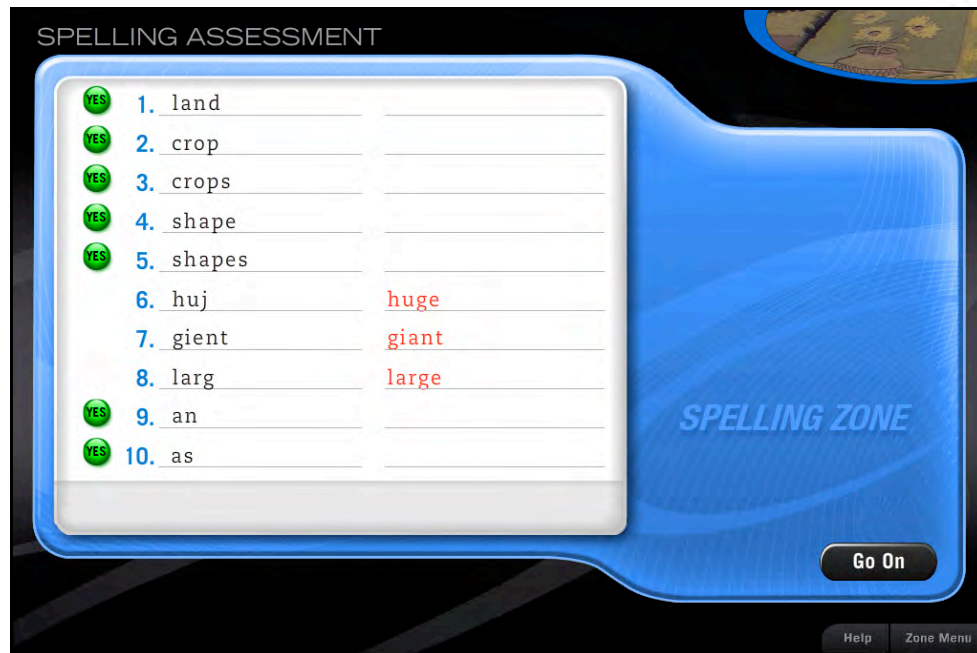 SPELLING ASSESSMENT
YES 1. land
YES 2. crop
YES 3. crops
YES 4. shape
YES 5. shapes
6. huj huge
7. gient giant
8. larg large
YES 9. an
YES 10. as
SPELLING ZONE
Go On
Help Zone Menu